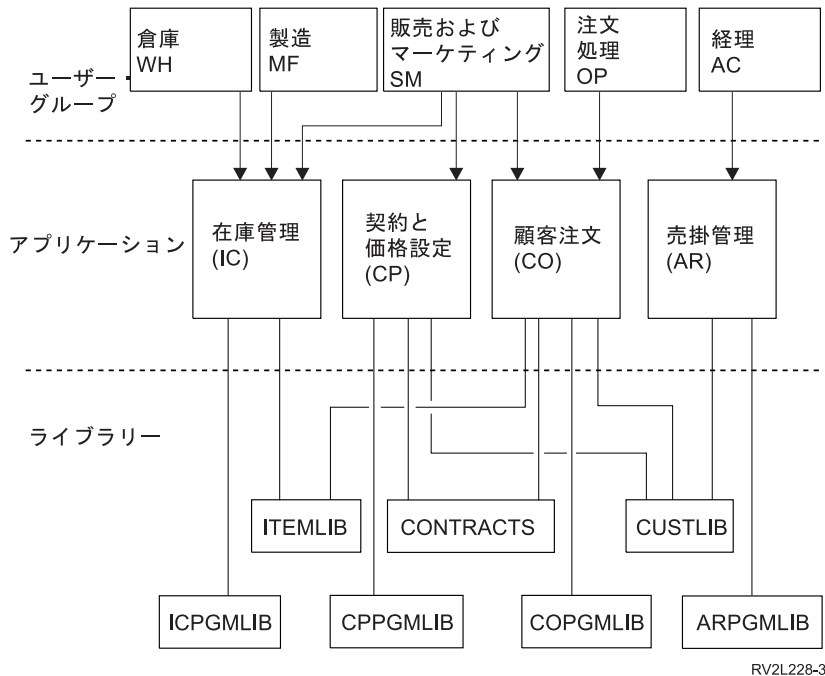 倉庫
WH
製造
MF
販売および
マーケティング
SM
注文
処理
OP
経理
AC
ユーザー
グループ
アプリケーション
在庫管理
(IC)
契約と
価格設定
(CP)
顧客注文
(CO)
売掛管理
(AR)
ライブラリー
ITEMLIB
CONTRACTS
CUSTLIB
ICPGMLIB
CPPGMLIB
COPGMLIB
ARPGMLIB
RV2L228-3